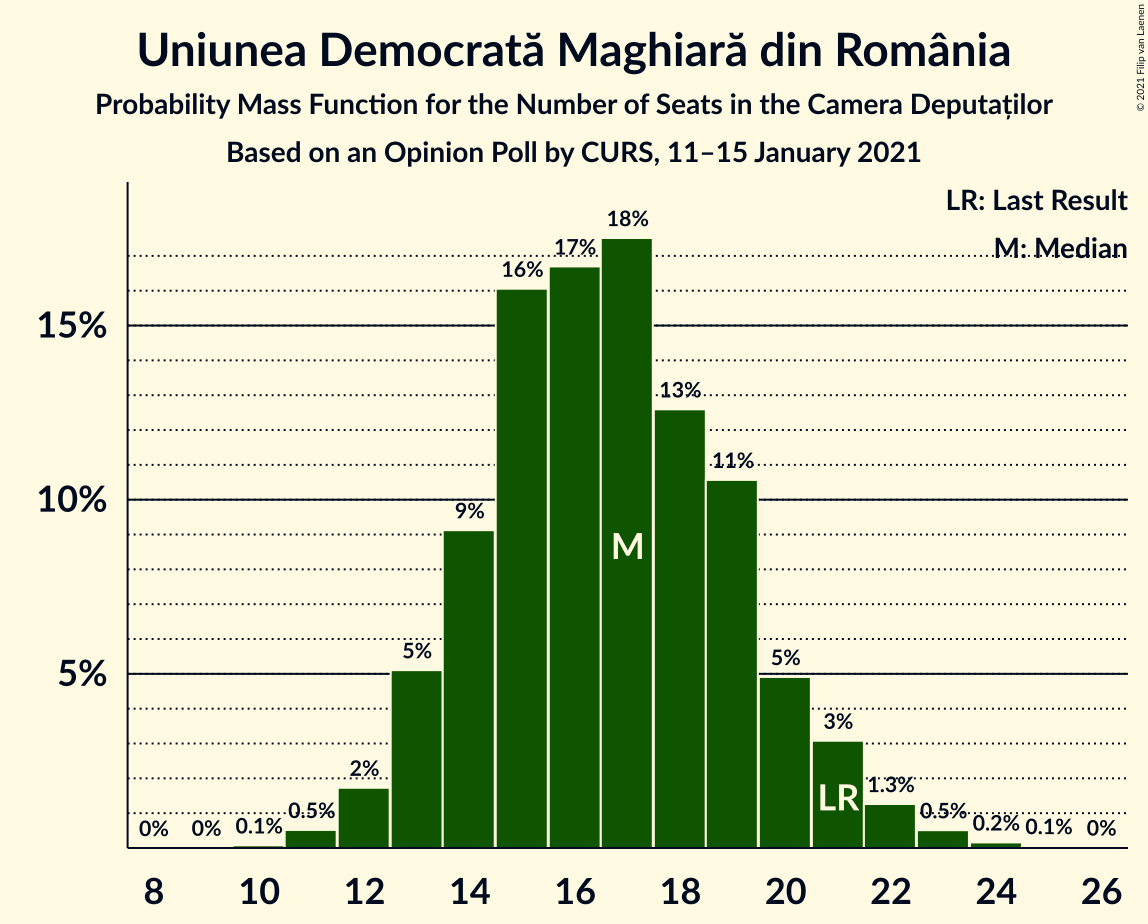 Uniunea Democrată Maghiară din România
Probability Mass Function for the Number of Seats in the Camera Deputaților
Based on an Opinion Poll by CURS, 11–15 January 2021
© 2021 Filip van Laenen
LR: Last Result
M: Median
15%
10%
5%
0%
0%
0.1%
0.5%
2%
5%
9%
16%
17%
18%
13%
11%
5%
3%
1.3%
0.5%
0.2%
0.1%
0%
M
LR
8 10 12 14 16 18 20 22 24 26